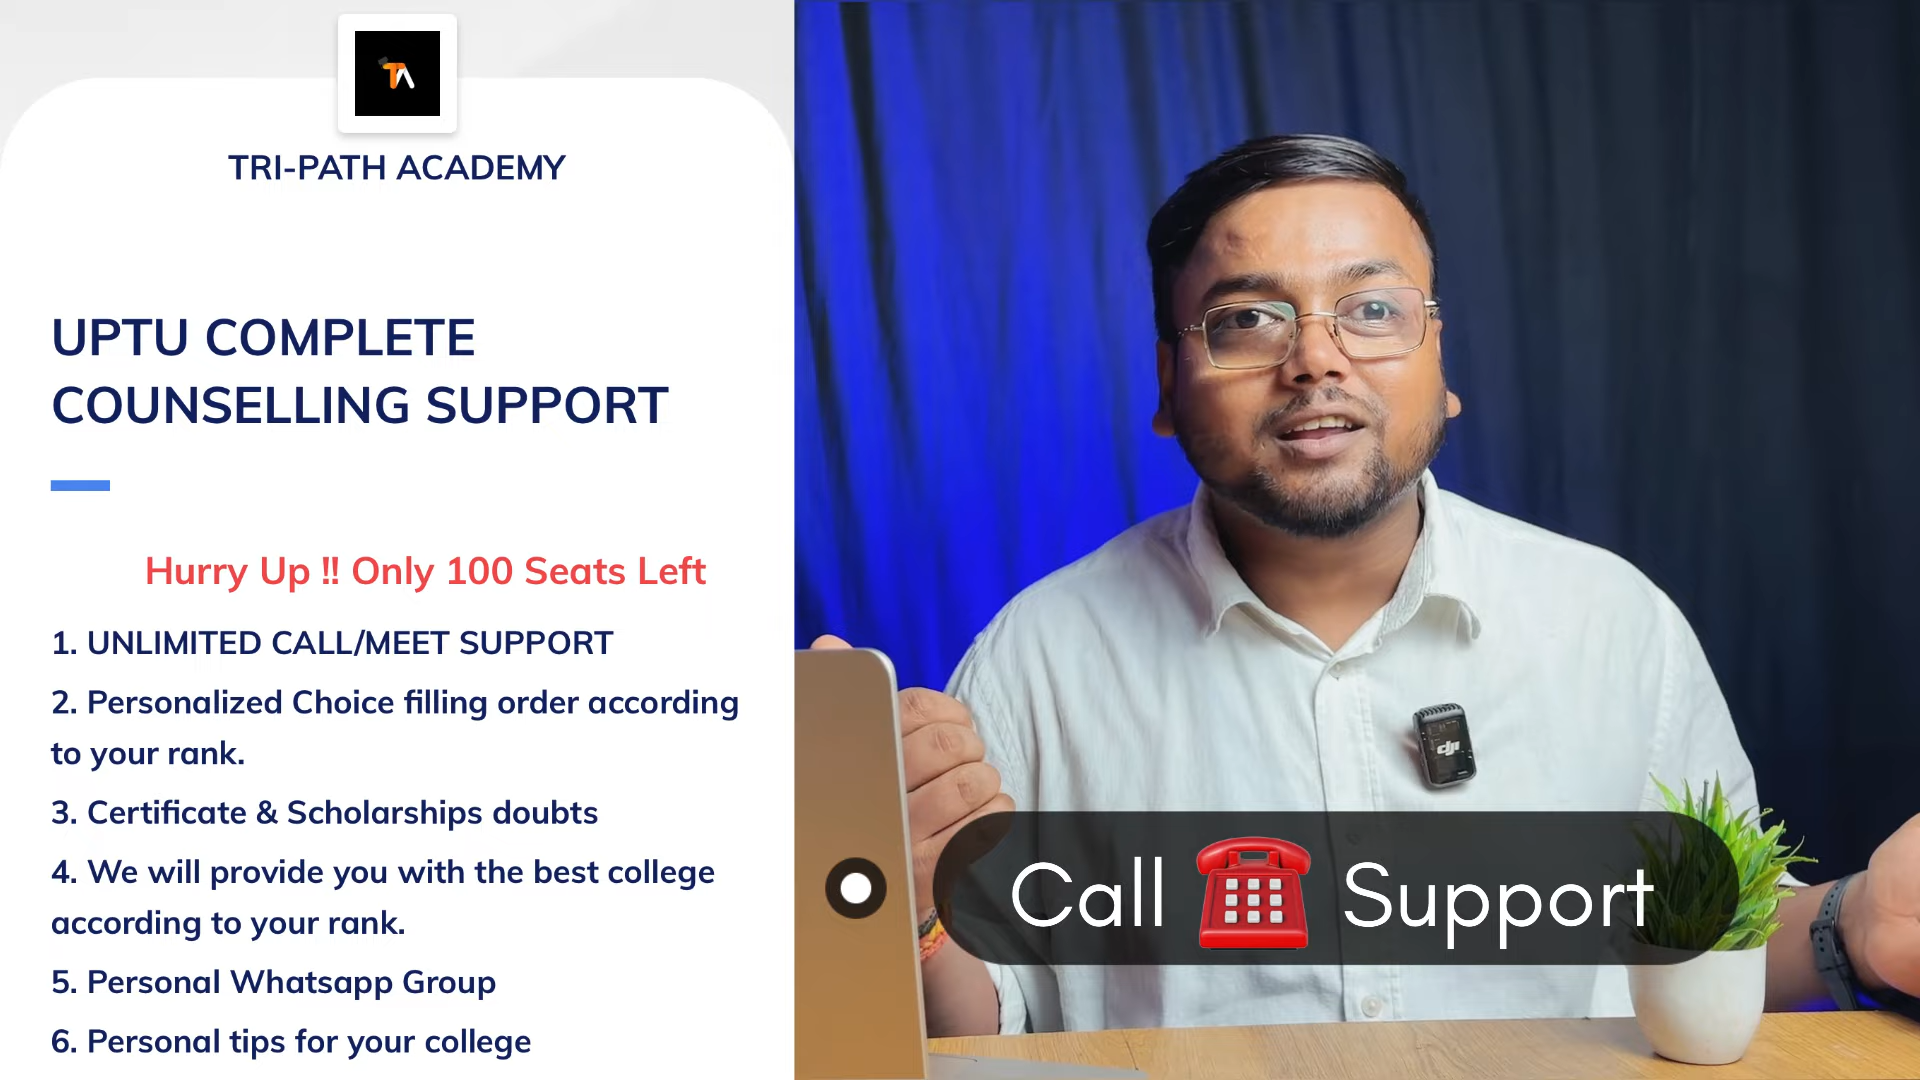 TA
TRI-PATH ACADEMY
UPTU COMPLETE
COUNSELLING SUPPORT
Hurry Up !! Only 100 Seats Left
1. UNLIMITED CALL/MEET SUPPORT
2. Personalized Choice filling order according
to your rank.
3. Certificate & Scholarships doubts
4. We will provide you with the best college
according to your rank.
5. Personal Whatsapp Group
6. Personal tips for your college
dji
Call ☎️ Support